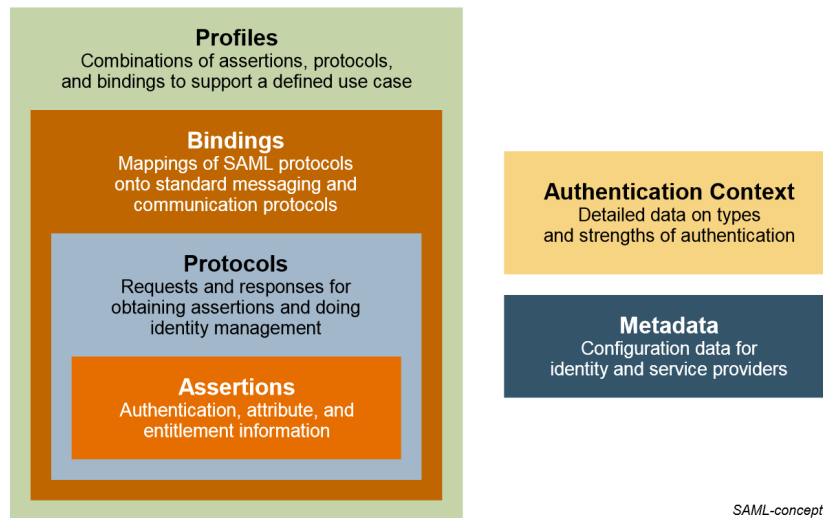 Profiles
Combinations of assertions, protocols,
and bindings to support a defined use case
Bindings
Mappings of SAML protocols
onto standard messaging and
communication protocols
Protocols
Requests and responses for
obtaining assertions and doing
identity management
Assertions
Authentication, attribute, and
entitlement information
Authentication Context
Detailed data on types
and strengths of authentication
Metadata
Configuration data for
identity and service providers
SAML-concept